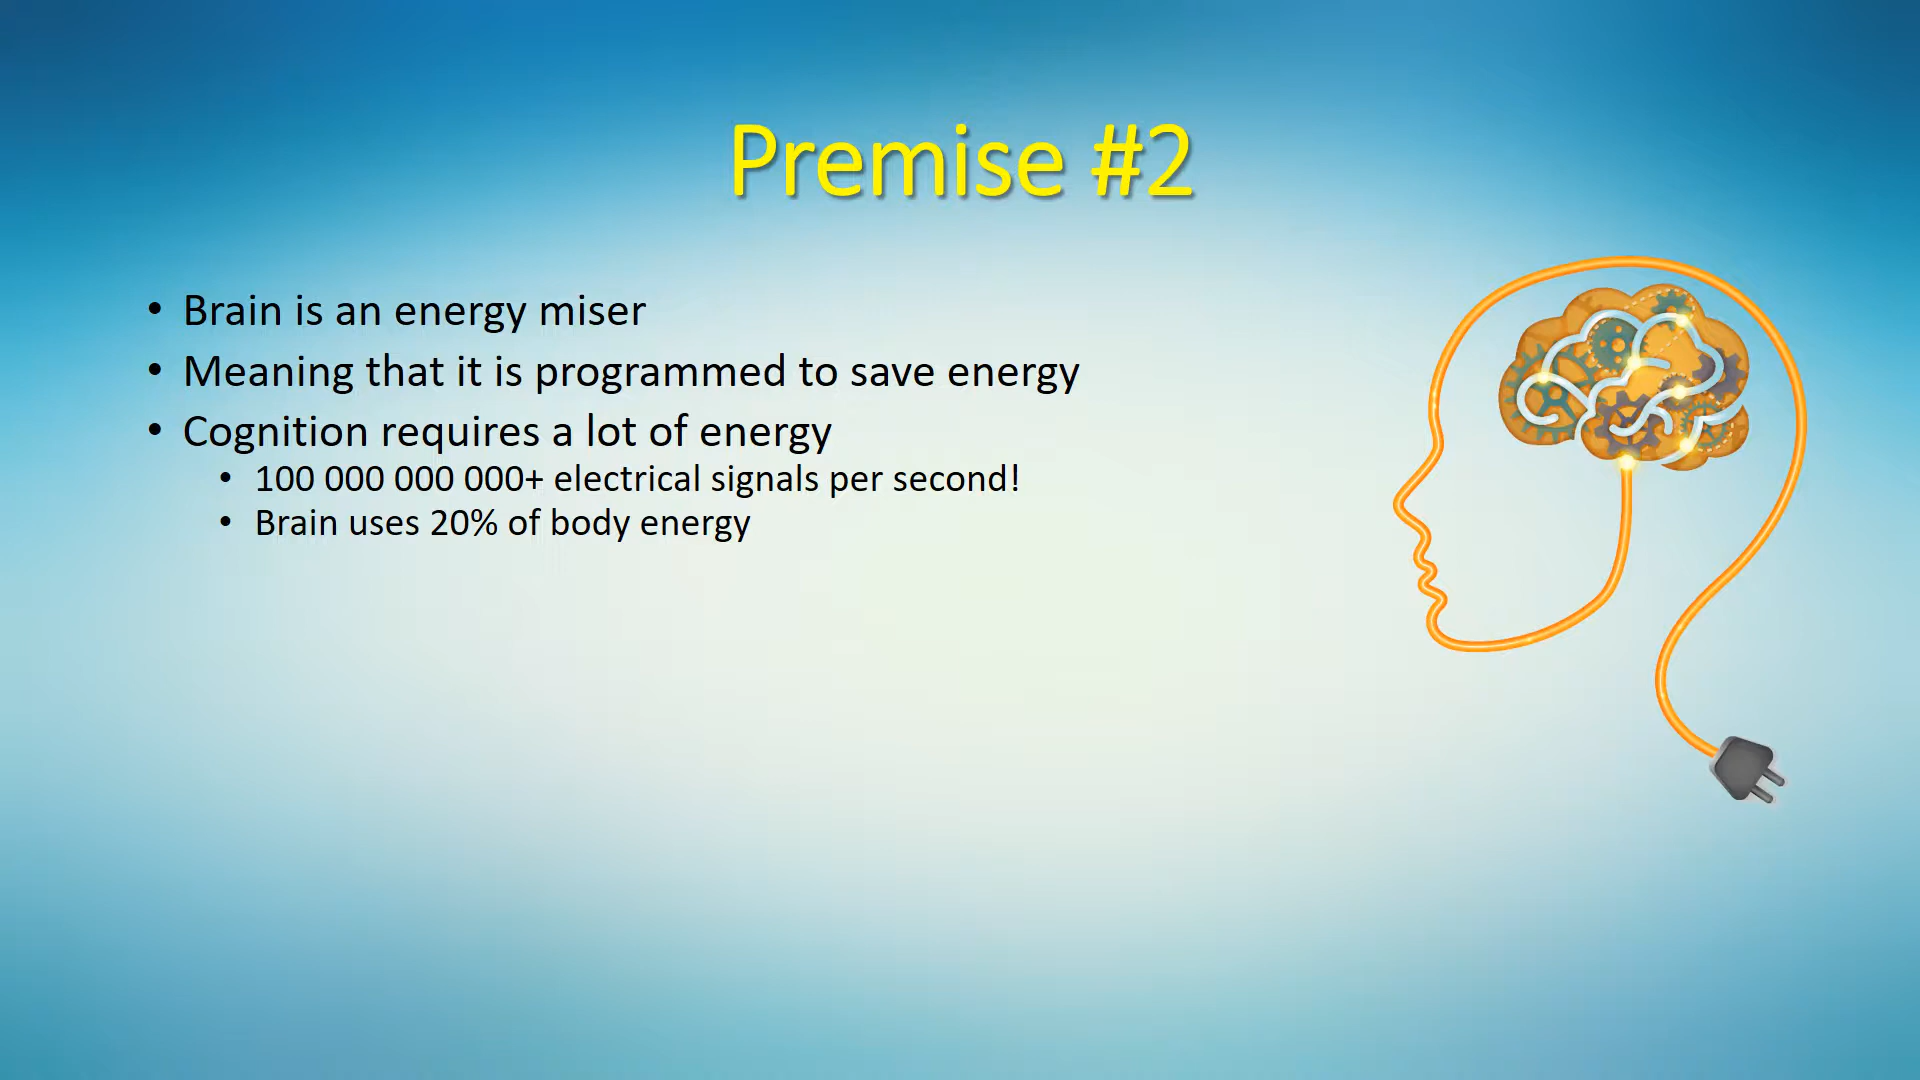 Premise #2
• Brain is an energy miser
• Meaning that it is programmed to save energy
• Cognition requires a lot of energy
• 100 000 000 000+ electrical signals per second!
• Brain uses 20% of body energy